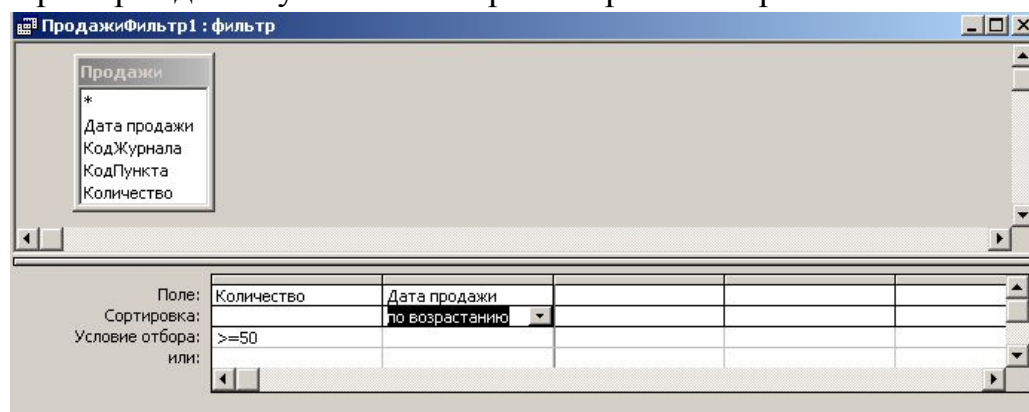 ПродажиФильтр1 : фильтр
Продажи
*
Дата продажи
КодЖурнала
КодПункта
Количество
Поле: Количество Дата продажи
Сортировка: по возрастанию
Условие отбора: >=50
или: